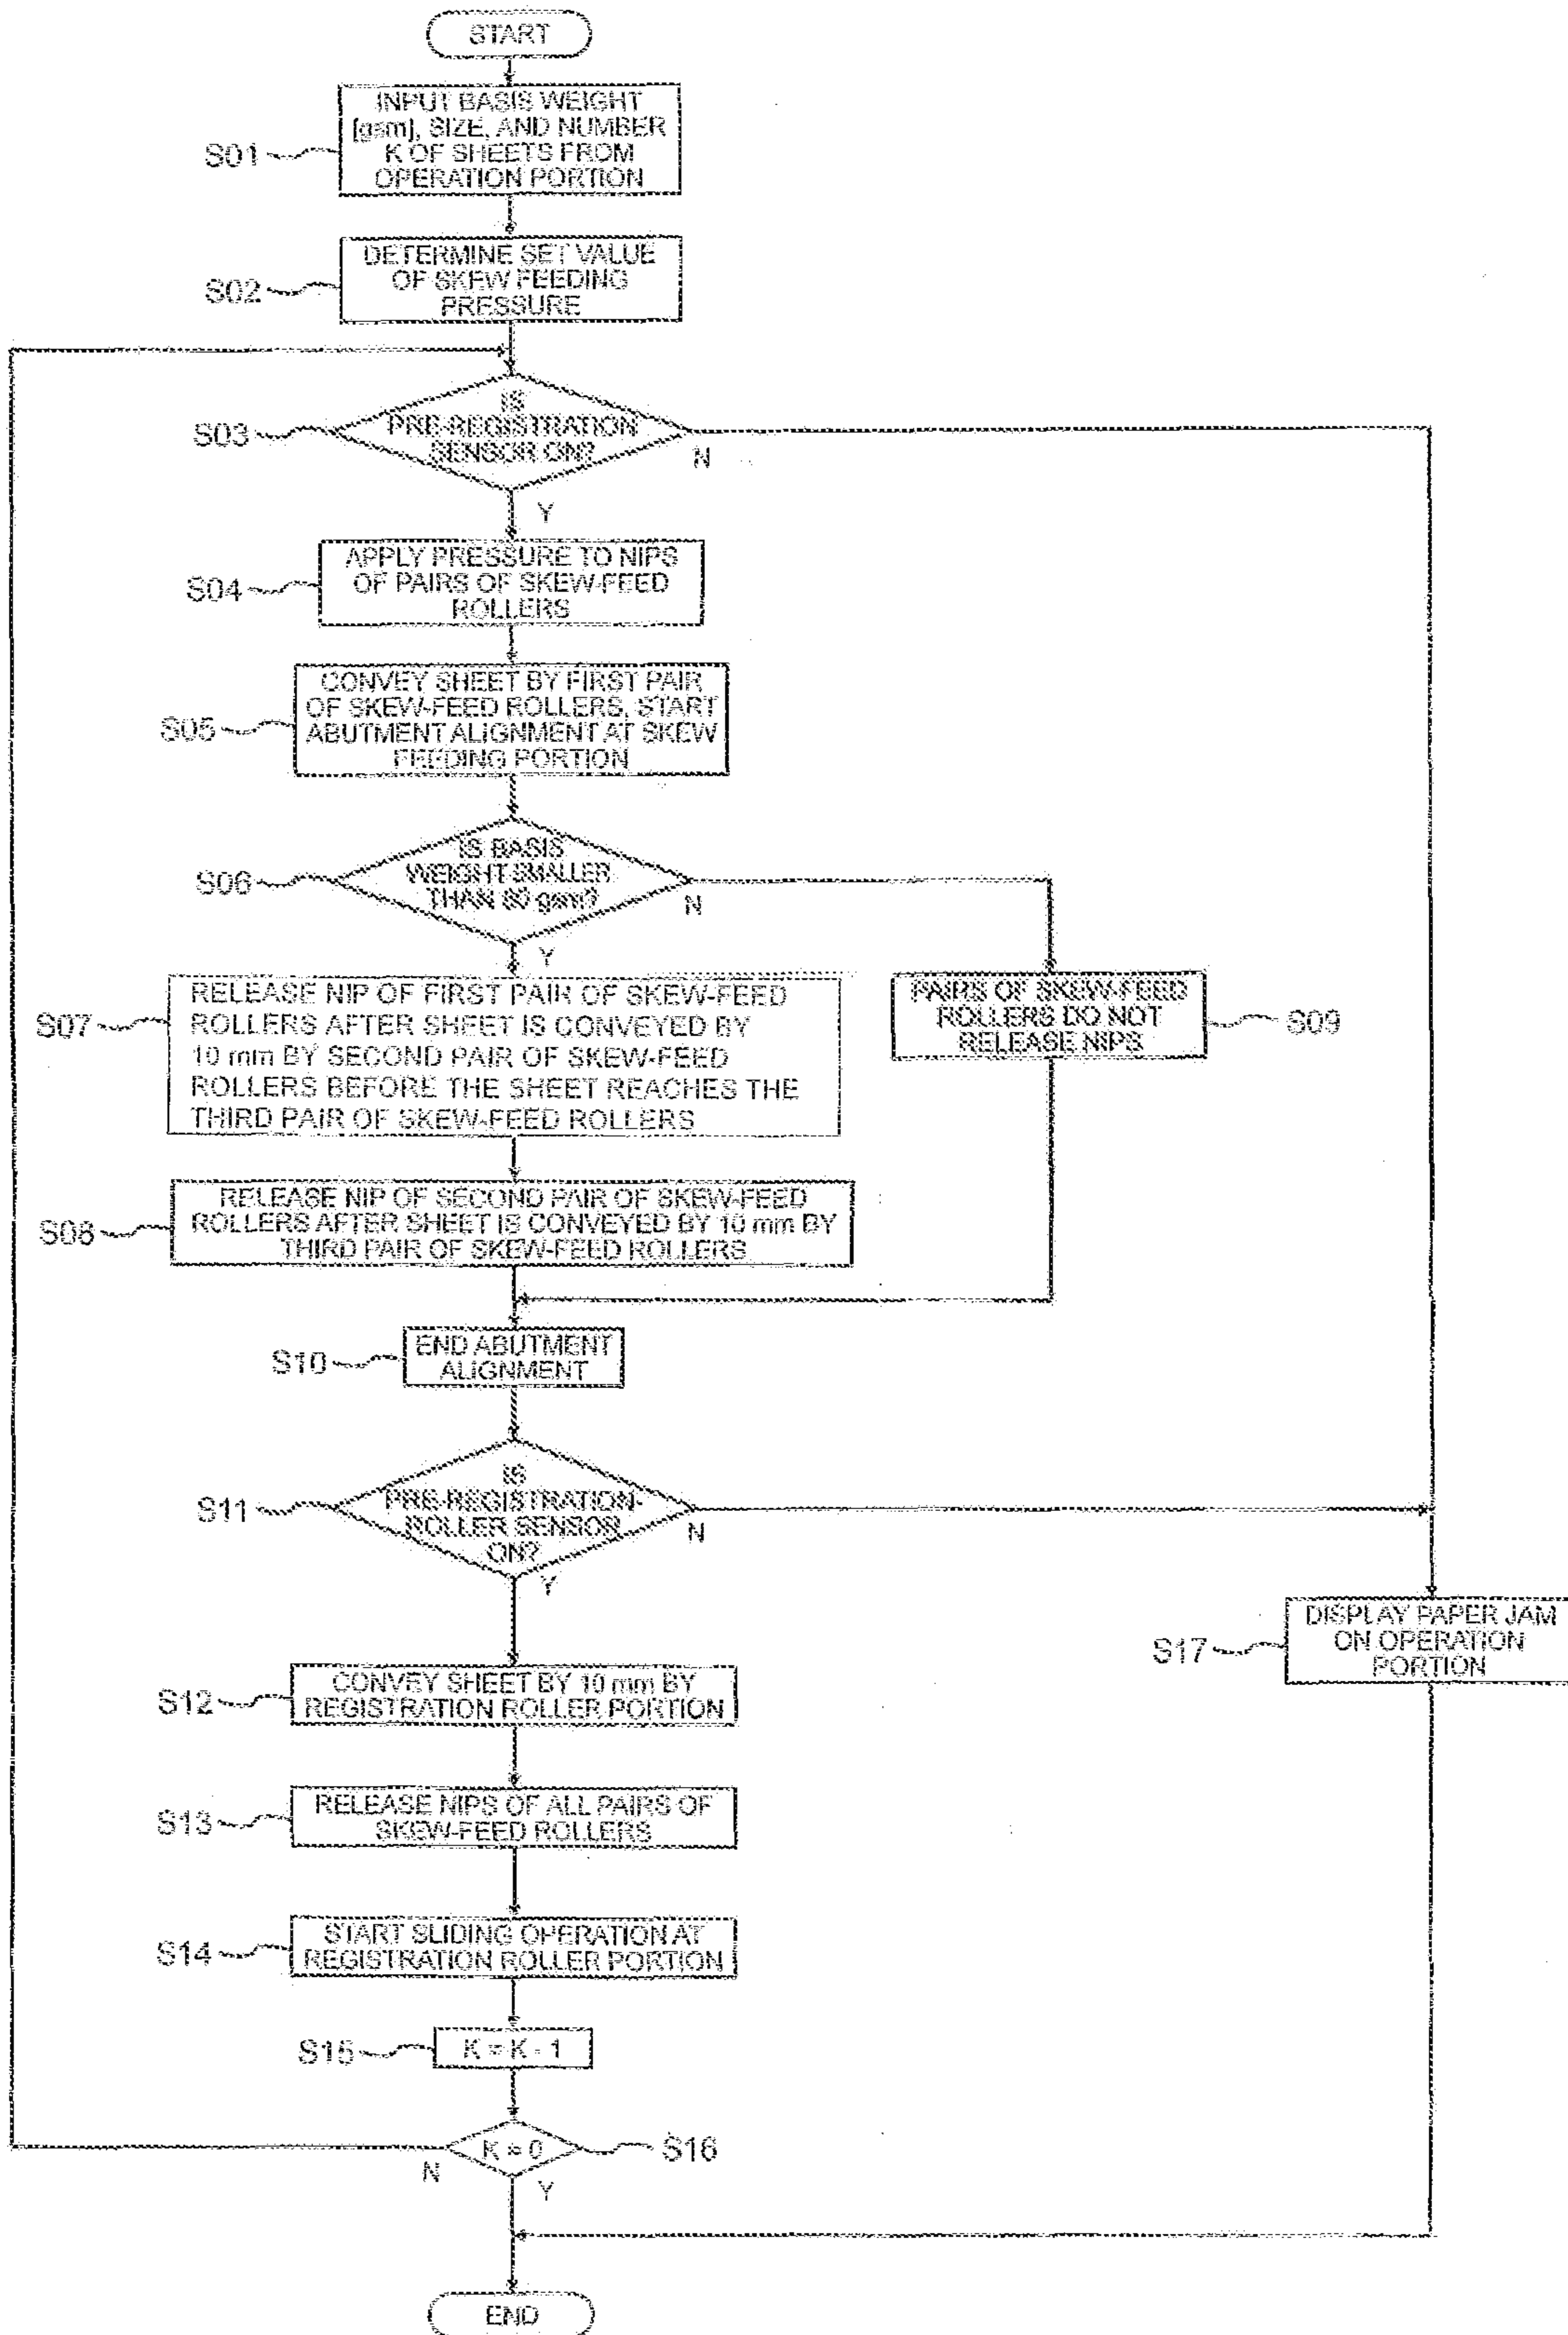 START
INPUT BASIS WEIGHT
[gsm], SIZE, AND NUMBER
K OF SHEETS FROM
OPERATION PORTION
S01
DETERMINE SET VALUE
OF SKEW FEEDING
PRESSURE
S02
IS
PRE-REGISTRATION
SENSOR ON?
S03
N
Y
APPLY PRESSURE TO NIPS
OF PAIRS OF SKEW-FEED
ROLLERS
S04
CONVEY SHEET BY FIRST PAIR
OF SKEW-FEED ROLLERS, START
ABUTMENT ALIGNMENT AT SKEW
FEEDING PORTION
S05
IS BASIS
WEIGHT SMALLER
THAN 80 gsm?
S06
N
Y
RELEASE NIP OF FIRST PAIR OF SKEW-FEED
ROLLERS AFTER SHEET IS CONVEYED BY
10 mm BY SECOND PAIR OF SKEW-FEED
ROLLERS BEFORE THE SHEET REACHES THE
THIRD PAIR OF SKEW-FEED ROLLERS
S07
PAIRS OF SKEW-FEED
ROLLERS DO NOT
RELEASE NIPS
S09
RELEASE NIP OF SECOND PAIR OF SKEW-FEED
ROLLERS AFTER SHEET IS CONVEYED BY 10 mm BY
THIRD PAIR OF SKEW-FEED ROLLERS
S08
END ABUTMENT
ALIGNMENT
S10
IS
PRE-REGISTRATION-
ROLLER SENSOR
ON?
S11
N
Y
DISPLAY PAPER JAM
ON OPERATION
PORTION
S17
CONVEY SHEET BY 10 mm BY
REGISTRATION ROLLER PORTION
S12
RELEASE NIPS OF ALL PAIRS OF
SKEW-FEED ROLLERS
S13
START SLIDING OPERATION AT
REGISTRATION ROLLER PORTION
S14
K = K - 1
S15
K = 0
S16
N
Y
END